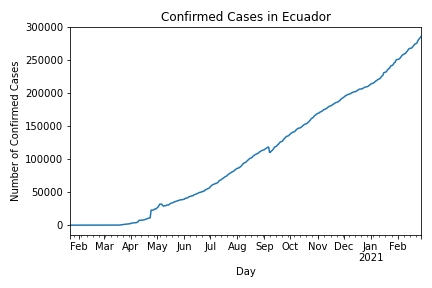 Confirmed Cases in Ecuador
300000
250000
200000
150000
100000
50000
0
Number of Confirmed Cases
Feb Mar Apr May Jun Jul Aug Sep Oct Nov Dec Jan Feb
2021
Day